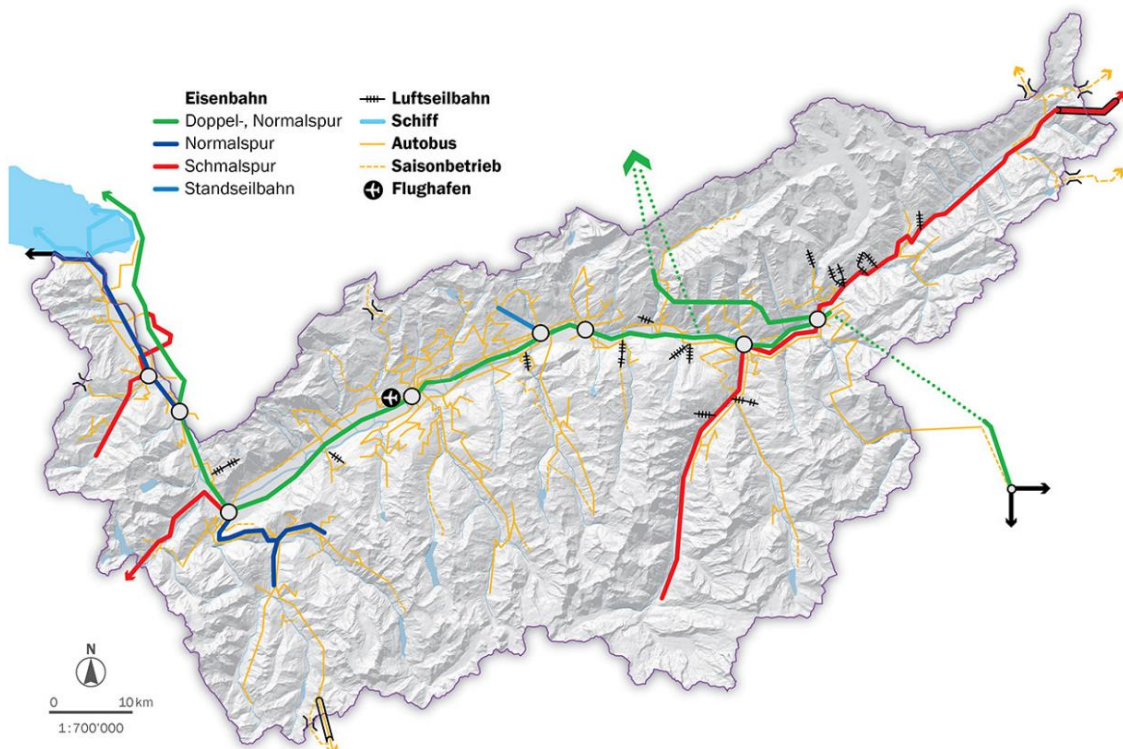 Eisenbahn
Doppel-, Normalspur
Normalspur
Schmalspur
Standseilbahn
Luftseilbahn
Schiff
Autobus
Saisonbetrieb
Flughafen
N
0 10 km
1:700'000